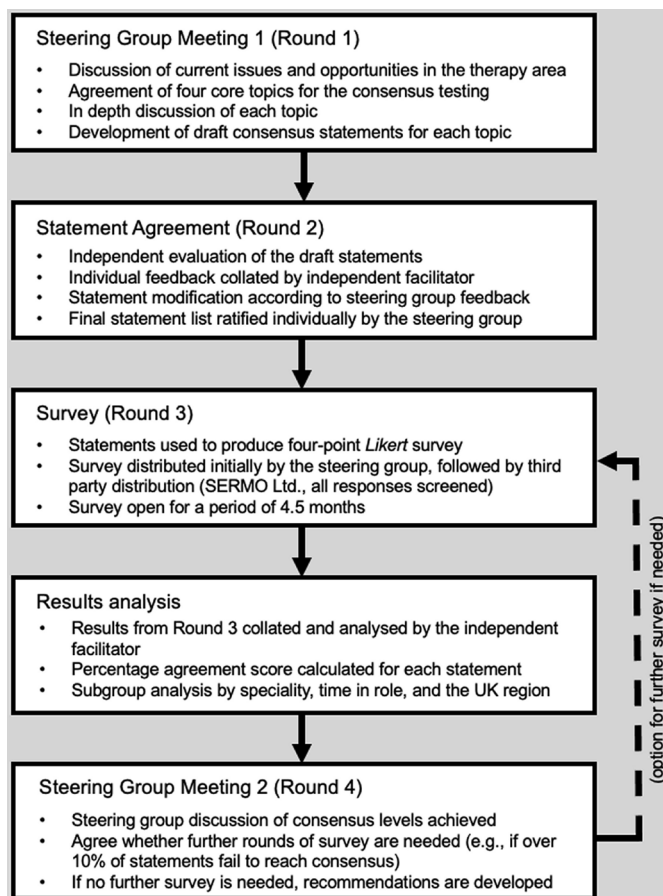 Steering Group Meeting 1 (Round 1)
• Discussion of current issues and opportunities in the therapy area
• Agreement of four core topics for the consensus testing
• In depth discussion of each topic
• Development of draft consensus statements for each topic
Statement Agreement (Round 2)
• Independent evaluation of the draft statements
• Individual feedback collated by independent facilitator
• Statement modification according to steering group feedback
• Final statement list ratified individually by the steering group
Survey (Round 3)
• Statements used to produce four-point Likert survey
• Survey distributed initially by the steering group, followed by third
party distribution (SERMO Ltd., all responses screened)
• Survey open for a period of 4.5 months
Results analysis
• Results from Round 3 collated and analysed by the independent
facilitator
• Percentage agreement score calculated for each statement
• Subgroup analysis by speciality, time in role, and the UK region
Steering Group Meeting 2 (Round 4)
• Steering group discussion of consensus levels achieved
• Agree whether further rounds of survey are needed (e.g., if over
10% of statements fail to reach consensus)
• If no further survey is needed, recommendations are developed
(option for further survey if needed)